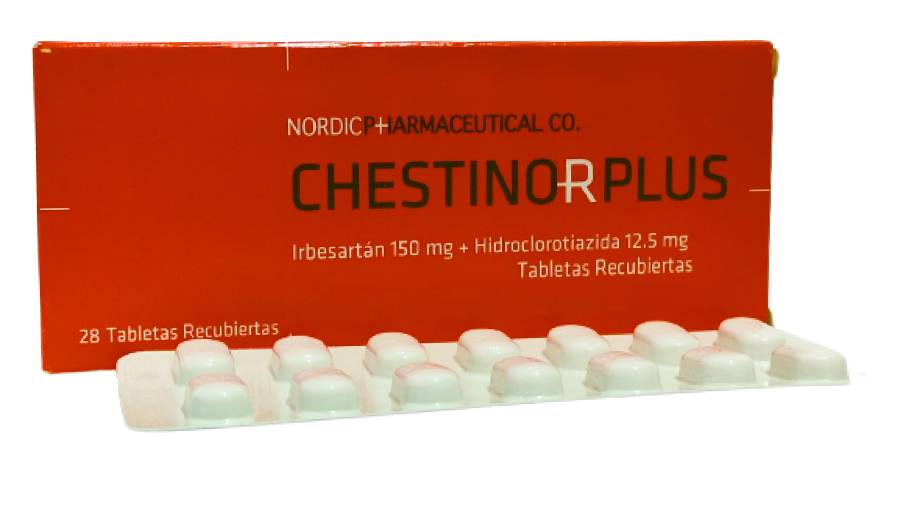 NORDICPHARMACEUTICAL CO.
CHESTINORPLUS
Irbesartán 150 mg + Hidroclorotiazida 12.5 mg
Tabletas Recubiertas
28 Tabletas Recubiertas